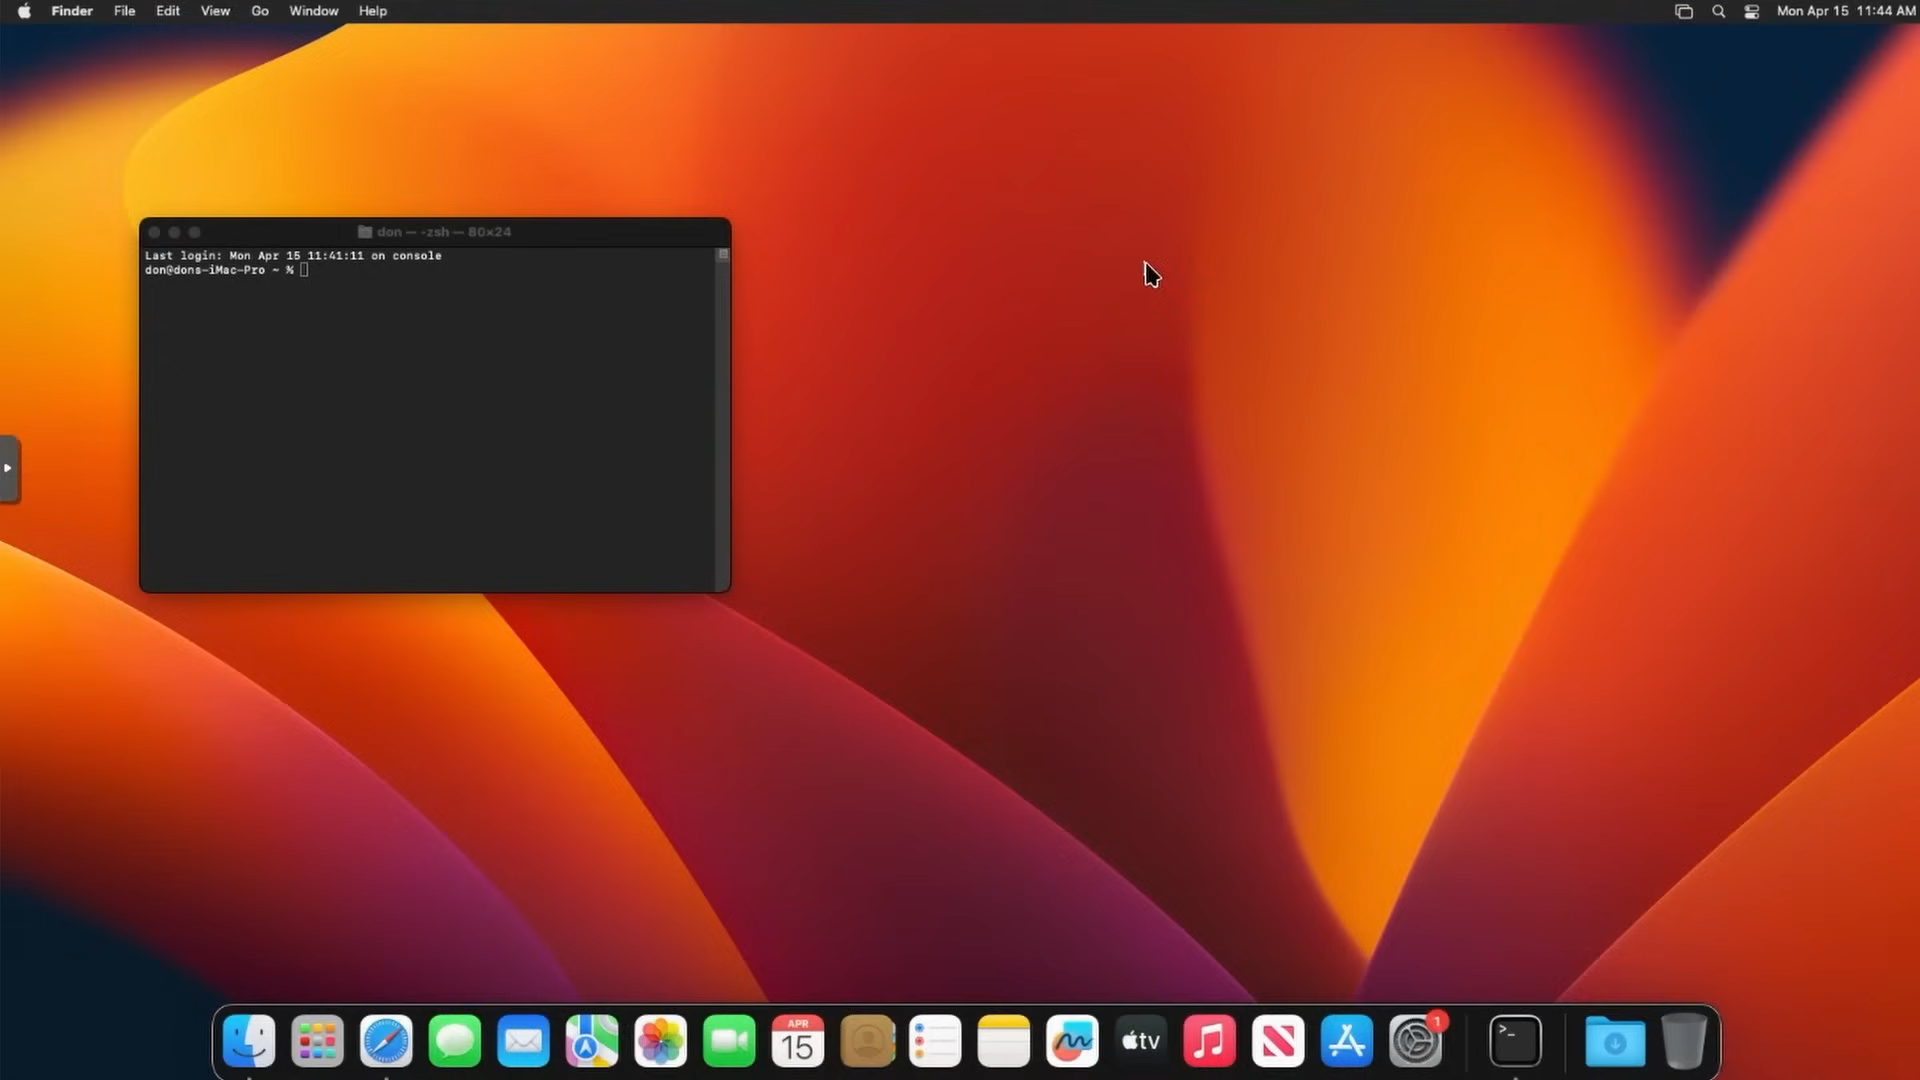 Finder File Edit View Go Window Help
Mon Apr 15 11:44 AM
don — -zsh — 80×24
Last login: Mon Apr 15 11:41:11 on console
don@dons-iMac-Pro ~ %
APR
15
tv
1
>_